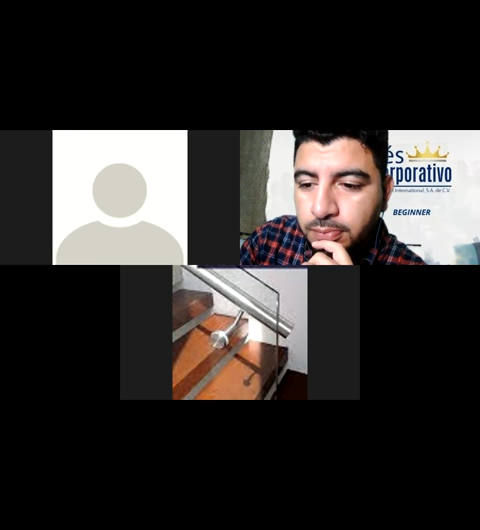 és
rporativo
International, S.A. de C.V.
BEGINNER